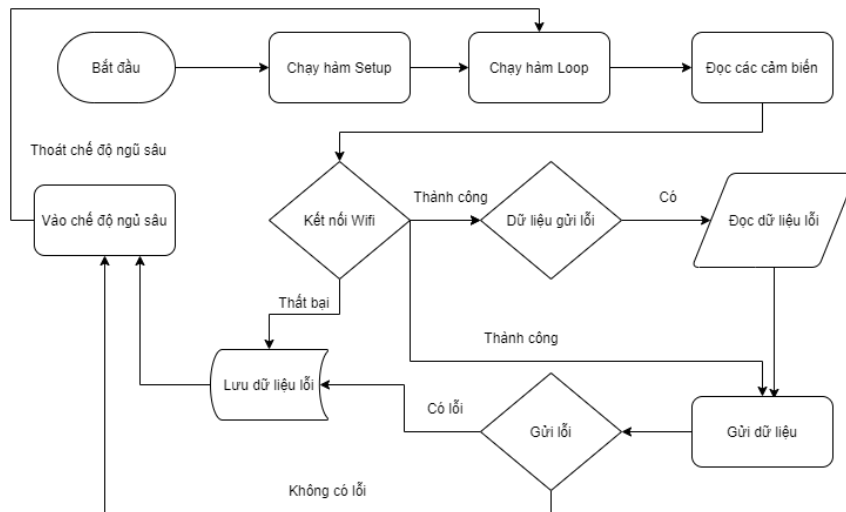 Bắt đầu
Chạy hàm Setup
Chạy hàm Loop
Đọc các cảm biến
Thoát chế độ ngũ sâu
Vào chế độ ngủ sâu
Kết nối Wifi
Thành công
Dữ liệu gửi lỗi
Có
Đọc dữ liệu lỗi
Thất bại
Thành công
Lưu dữ liệu lỗi
Có lỗi
Gửi lỗi
Gửi dữ liệu
Không có lỗi